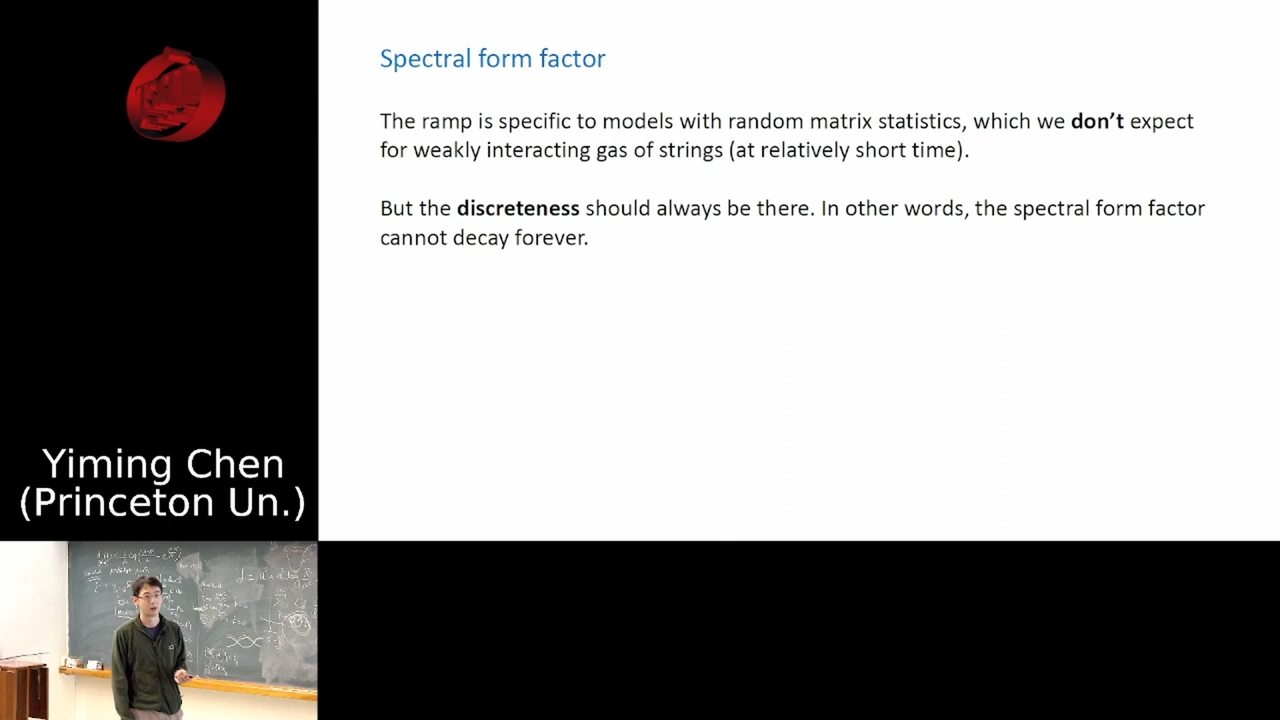 Spectral form factor
The ramp is specific to models with random matrix statistics, which we don’t expect
for weakly interacting gas of strings (at relatively short time).
But the discreteness should always be there. In other words, the spectral form factor
cannot decay forever.
Yiming Chen
(Princeton Un.)